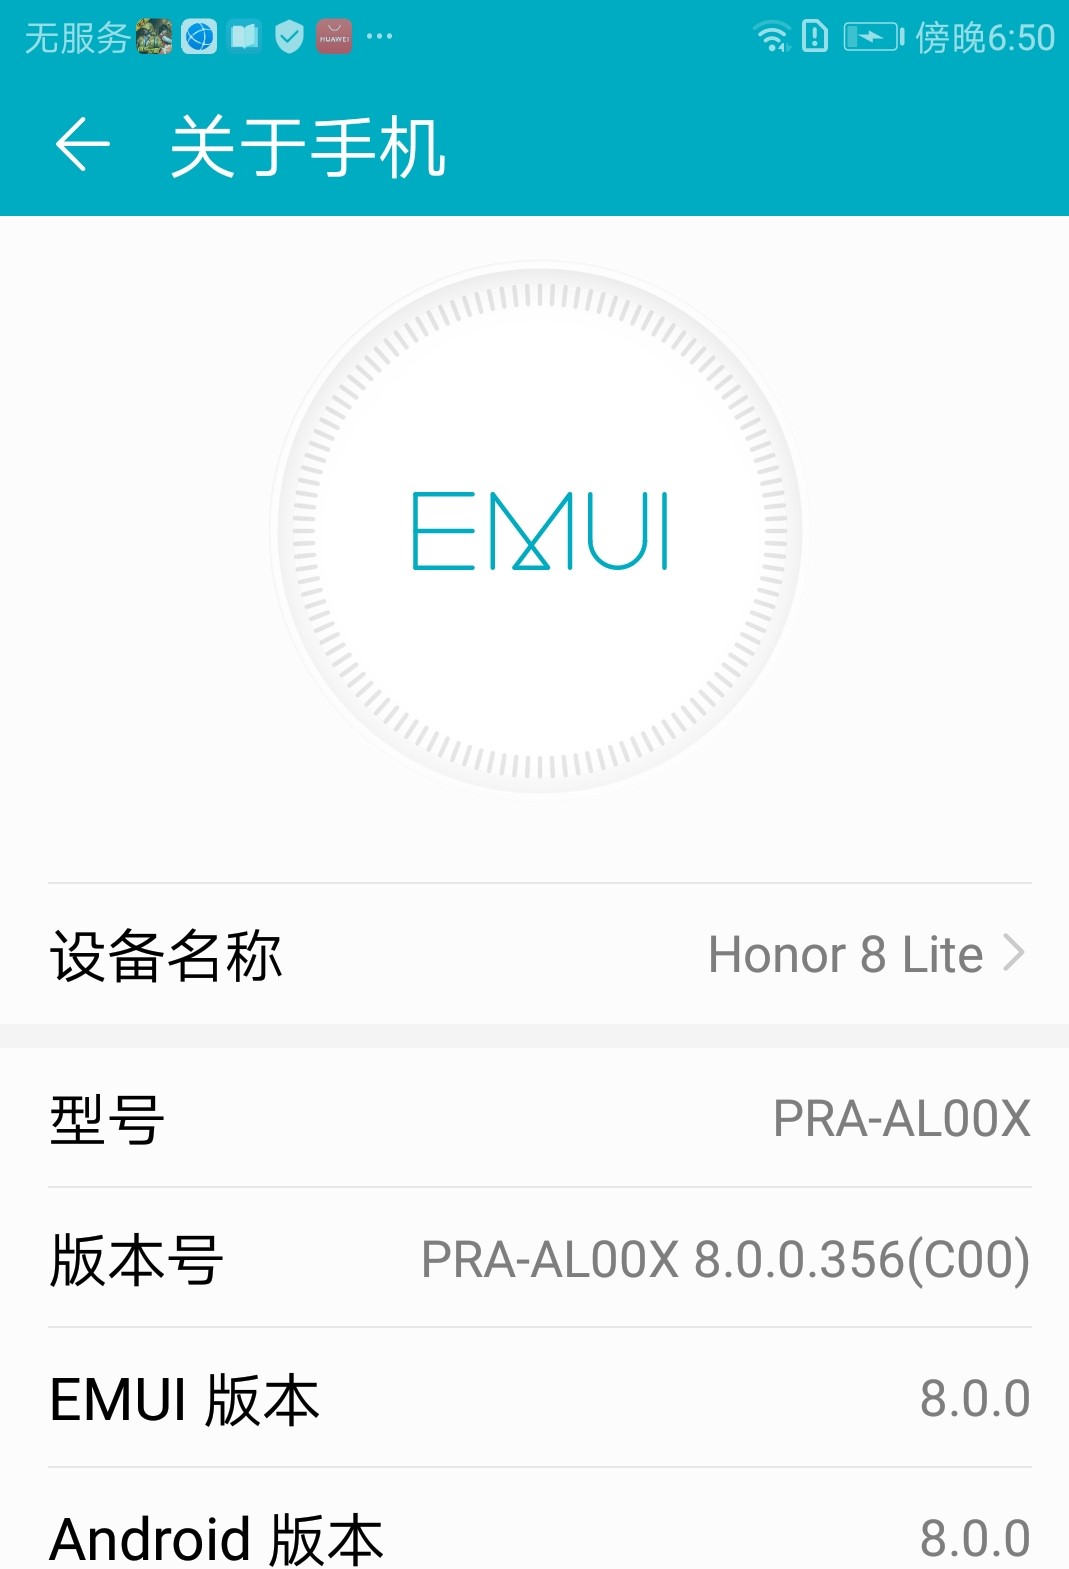 无服务 HUAWEI ··· 傍晚6:50
关于手机
EMUI
设备名称 Honor 8 Lite
型号 PRA-AL00X
版本号 PRA-AL00X 8.0.0.356(C00)
EMUI 版本 8.0.0
Android 版本 8.0.0